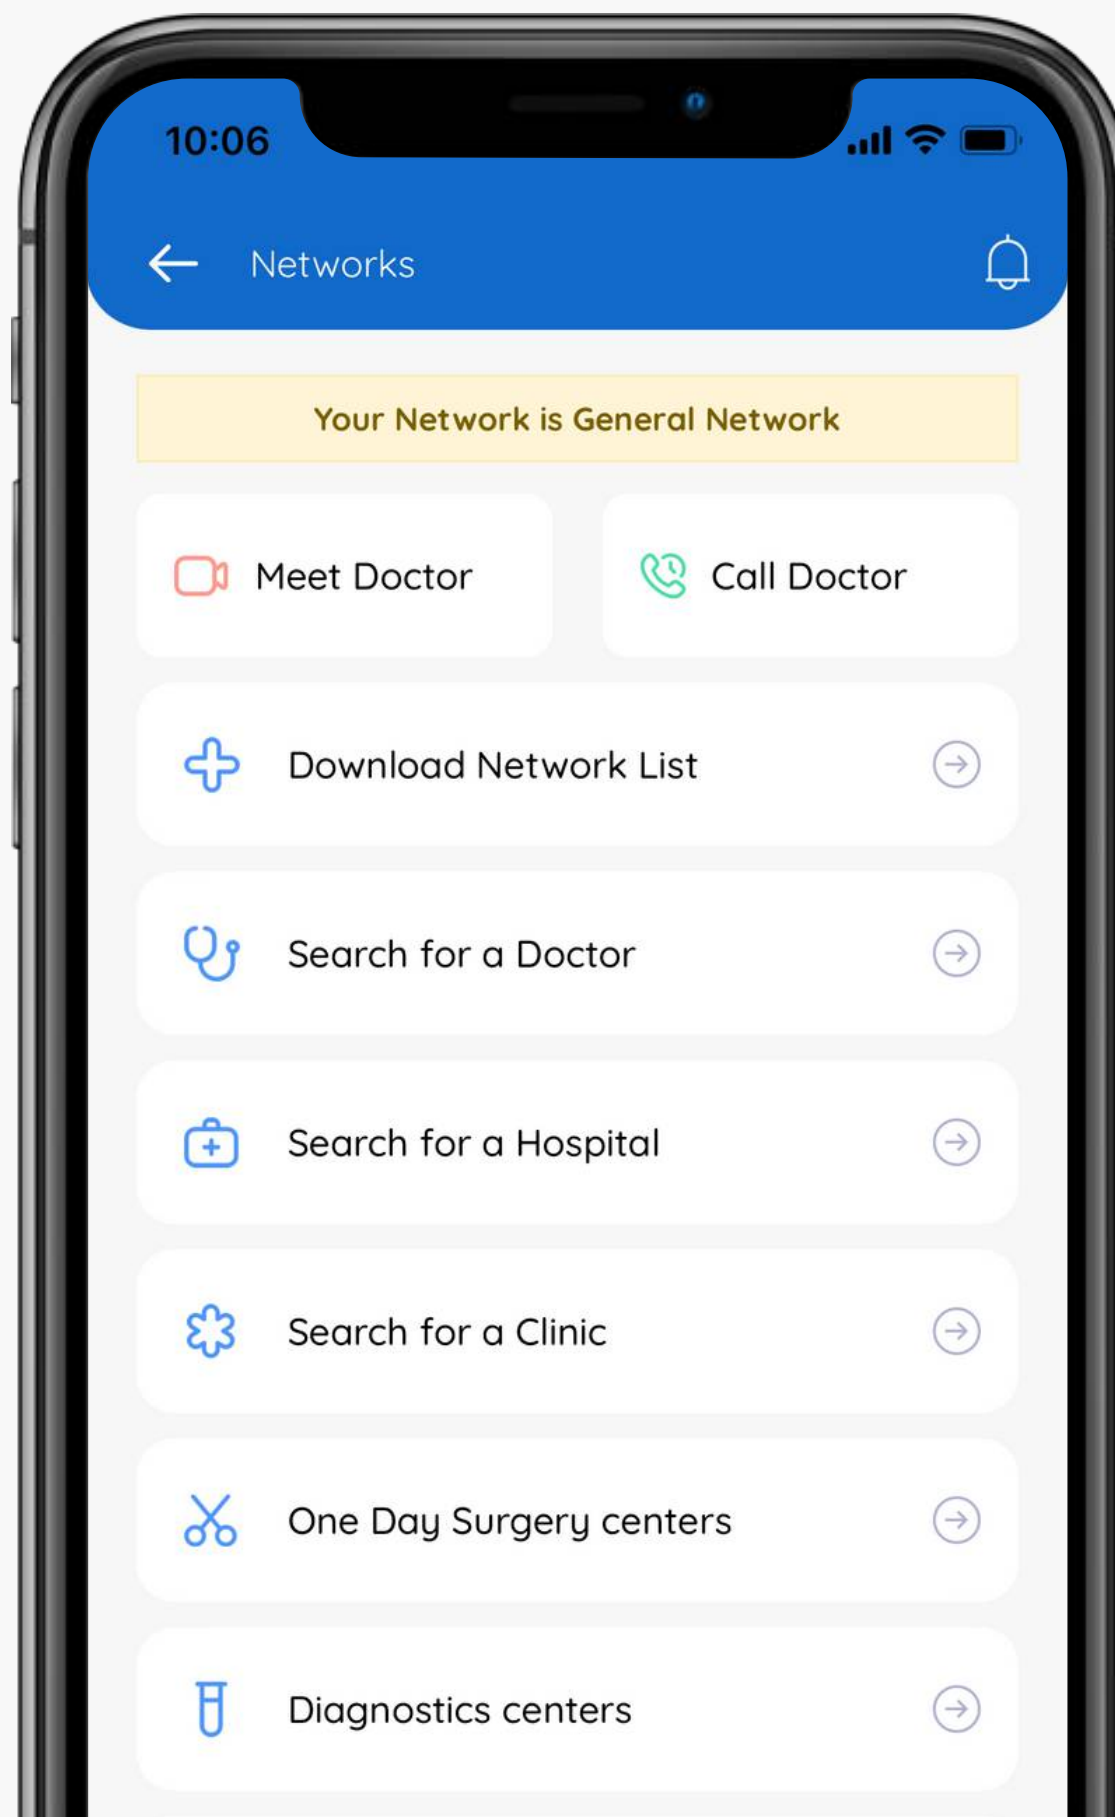 10:06
Networks
Your Network is General Network
Meet Doctor
Call Doctor
Download Network List
Search for a Doctor
Search for a Hospital
Search for a Clinic
One Day Surgery centers
Diagnostics centers